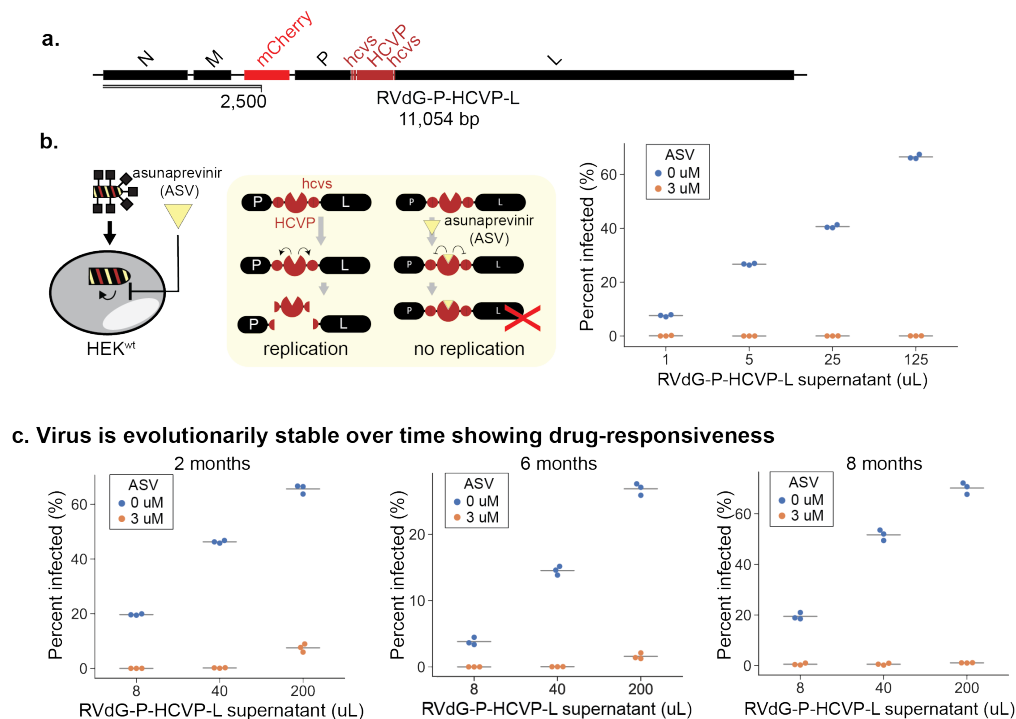 a.
N
M
mCherry
P
hcvs
HCVP
hcvs
L
2,500
RVdG-P-HCVP-L
11,054 bp
b.
asunaprevinir
(ASV)
HEKwt
hcvs
P
L
HCVP
P
L
asunaprevinir
(ASV)
P
L
P
L
P
L
P
L
replication
no replication
ASV
0 uM
3 uM
Percent infected (%)
60
40
20
0
1
5
25
125
RVdG-P-HCVP-L supernatant (uL)
c. Virus is evolutionarily stable over time showing drug-responsiveness
2 months
ASV
0 uM
3 uM
Percent infected (%)
60
40
20
0
8
40
200
RVdG-P-HCVP-L supernatant (uL)
6 months
ASV
0 uM
3 uM
Percent infected (%)
20
10
0
8
40
200
RVdG-P-HCVP-L supernatant (uL)
8 months
ASV
0 uM
3 uM
Percent infected (%)
60
40
20
0
8
40
200
RVdG-P-HCVP-L supernatant (uL)